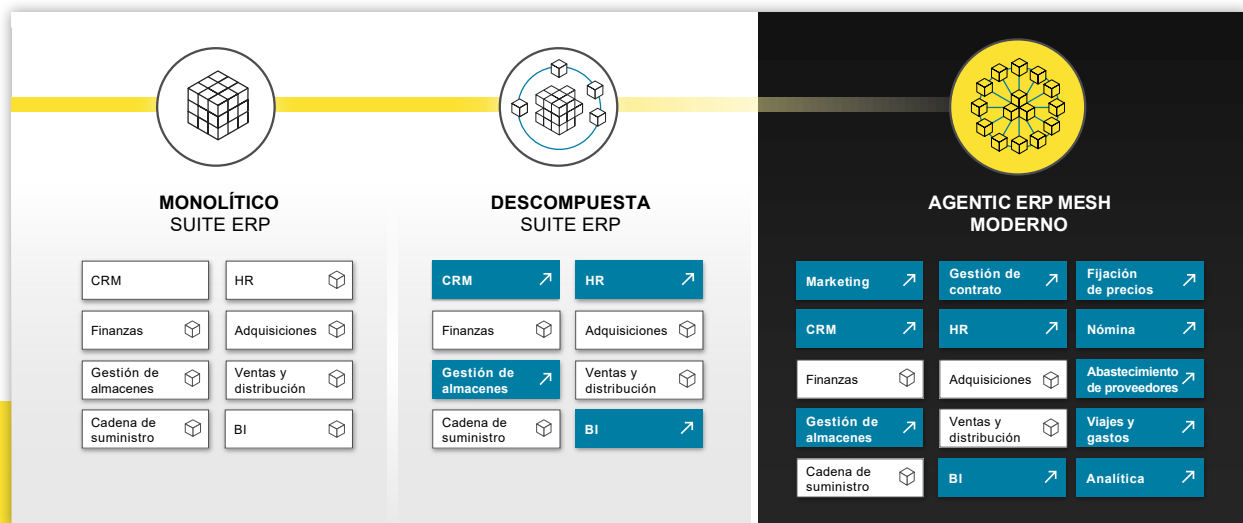 MONOLÍTICO
SUITE ERP
CRM
HR
Finanzas
Adquisiciones
Gestión de
almacenes
Ventas y
distribución
Cadena de
suministro
BI
DESCOMPUESTA
SUITE ERP
CRM
HR
Finanzas
Adquisiciones
Gestión de
almacenes
Ventas y
distribución
Cadena de
suministro
BI
AGENTIC ERP MESH
MODERNO
Marketing
Gestión de
contrato
Fijación
de precios
CRM
HR
Nómina
Finanzas
Adquisiciones
Abastecimiento
de proveedores
Gestión de
almacenes
Ventas y
distribución
Viajes y
gastos
Cadena de
suministro
BI
Analítica